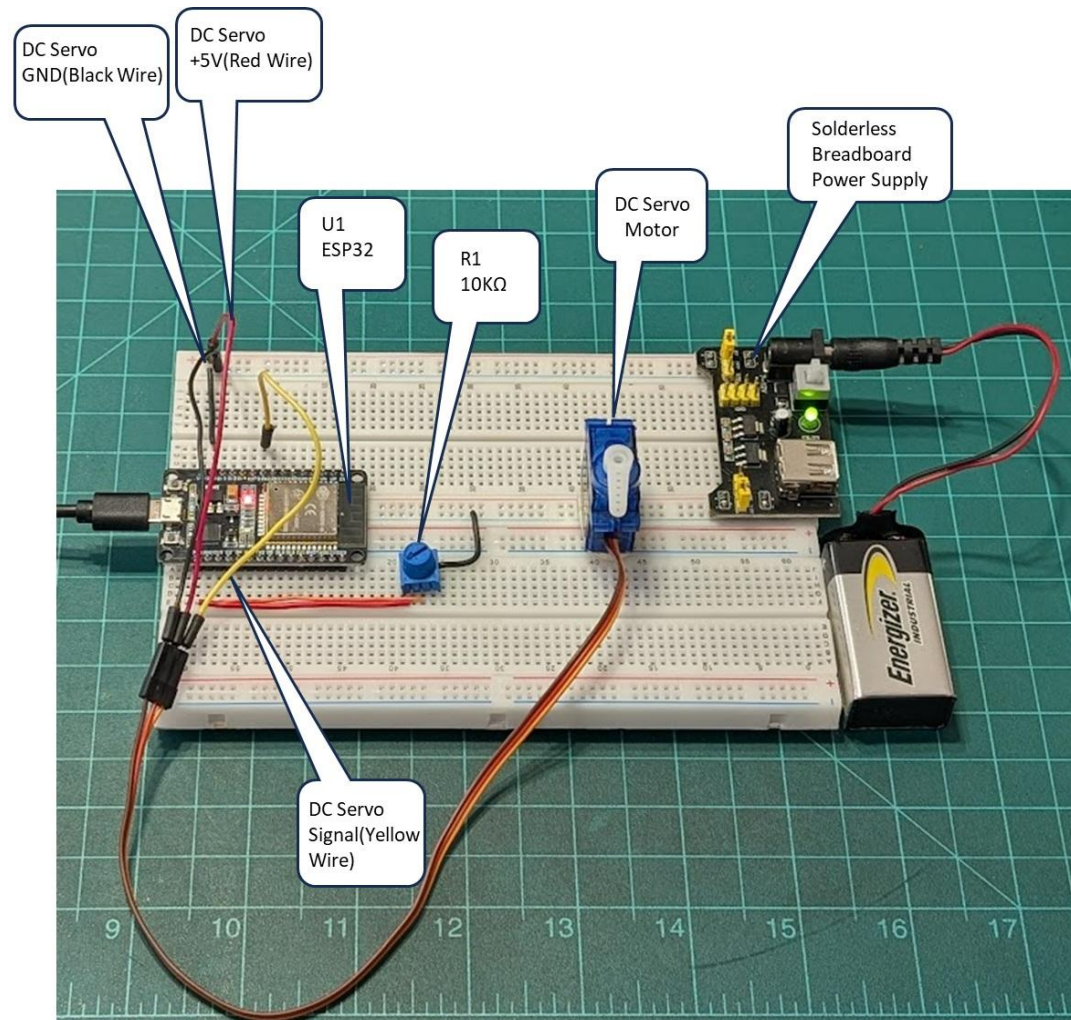 DC Servo
GND(Black Wire)
DC Servo
+5V(Red Wire)
Solderless
Breadboard
Power Supply
DC Servo
Motor
U1
ESP32
R1
10KΩ
Energizer
INDUSTRIAL
DC Servo
Signal(Yellow
Wire)
9
10
11
12
13
14
15
16
17